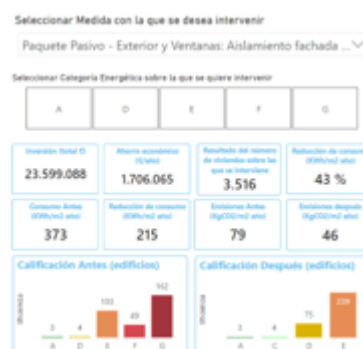 Seleccionar Medida con la que se desea intervenir
Paquete Pasivo - Exterior y Ventanas: Aislamiento fachada ...
Seleccionar Categoría Energética sobre la que se quiere intervenir
A D E F G
Inversión Total €
23.599.088
Ahorro económico (€/año)
1.706.065
Resultado del número de viviendas sobre las que se interviene
3.516
Reducción de consumo (KWh/m2 año)
43 %
Consumo Antes (KWh/m2 año)
373
Reducción de consumo (KWh/m2 año)
215
Emisiones Antes (KgCO2/m2 año)
79
Emisiones después (KgCO2/m2 año)
46
Calificación Antes (edificios)
3 4 103 49 162
A D E F G
Calificación Después (edificios)
3 4 75 239
A C D E